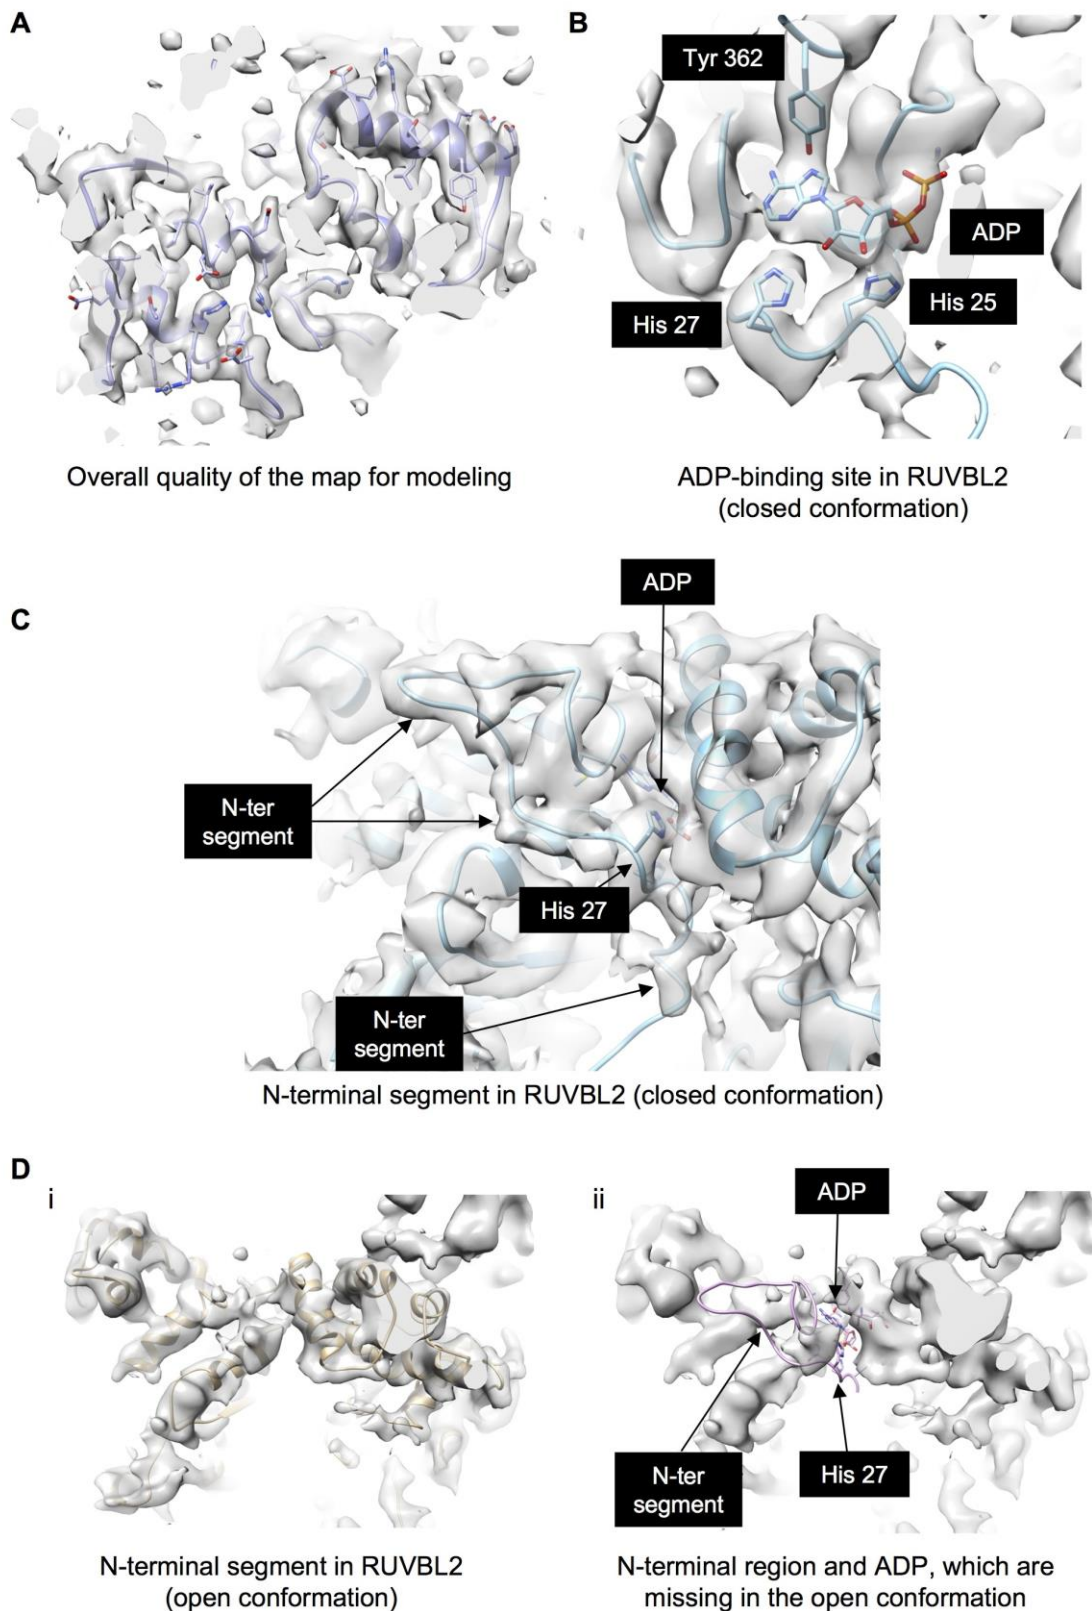 A
B
Tyr 362
ADP
His 27
His 25
Overall quality of the map for modeling
ADP-binding site in RUVBL2
(closed conformation)
C
ADP
N-ter
segment
His 27
N-ter
segment
N-terminal segment in RUVBL2 (closed conformation)
D
i
ii
ADP
N-ter
segment
His 27
N-terminal segment in RUVBL2
(open conformation)
N-terminal region and ADP, which are
missing in the open conformation